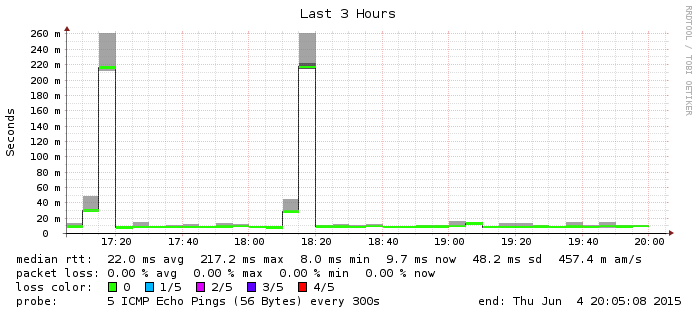 Last 3 Hours
RRDTOOL / TOBI OETIKER
Seconds
260 m
240 m
220 m
200 m
180 m
160 m
140 m
120 m
100 m
80 m
60 m
40 m
20 m
0
17:20 17:40 18:00 18:20 18:40 19:00 19:20 19:40 20:00
median rtt: 22.0 ms avg 217.2 ms max 8.0 ms min 9.7 ms now 48.2 ms sd 457.4 m am/s
packet loss: 0.00 % avg 0.00 % max 0.00 % min 0.00 % now
loss color: 0 1/5 2/5 3/5 4/5
probe: 5 ICMP Echo Pings (56 Bytes) every 300s end: Thu Jun 4 20:05:08 2015